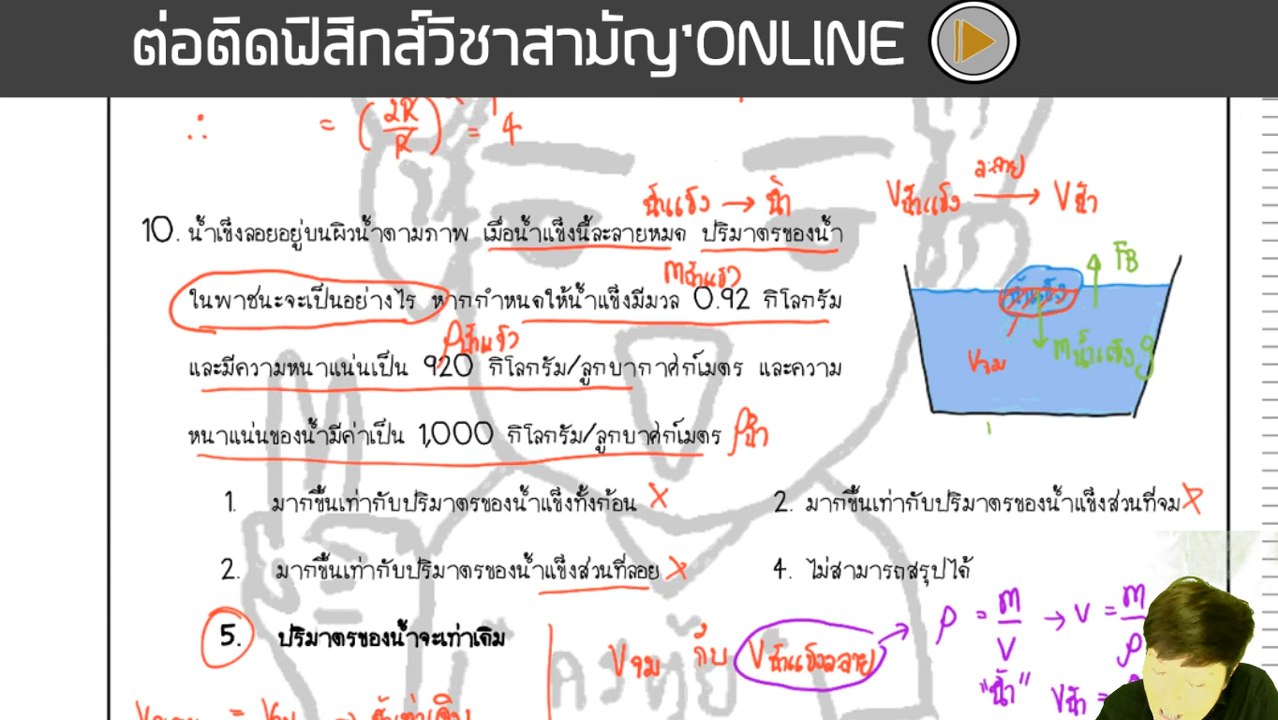 ต่อติดฟิสิกส์วิชาสามัญ'ONLINE
∴ = (2R/R) = 4
น้ำแข็ง → น้ำ
V น้ำแข็ง ละลาย → V น้ำ
10. น้ำแข็งลอยอยู่บนผิวน้ำตามภาพ เมื่อน้ำแข็งนี้ละลายหมด ปริมาตรของน้ำ
FB
m น้ำแข็ง
น้ำแข็ง
ในพาชนะจะเป็นอย่างไร หากกำหนดให้น้ำแข็งมีมวล 0.92 กิโลกรัม
ρ น้ำแข็ง
m น้ำแข็ง g
V จม
และมีความหนาแน่นเป็น 920 กิโลกรัม/ลูกบากาศก์เมตร และความ
หนาแน่นของน้ำมีค่าเป็น 1,000 กิโลกรัม/ลูกบาศก์เมตร ρ น้ำ
1. มากขึ้นเท่ากับปริมาตรของน้ำแข็งทั้งก้อน ✗
2. มากขึ้นเท่ากับปริมาตรของน้ำแข็งส่วนที่จม ✗
2. มากขึ้นเท่ากับปริมาตรของน้ำแข็งส่วนที่ลอย ✗
4. ไม่สามารถสรุปได้
5. ปริมาตรของน้ำจะเท่าเดิม
V จม กับ V น้ำแข็งละลาย
ρ = m/V → V = m/ρ
"น้ำ" V น้ำ =